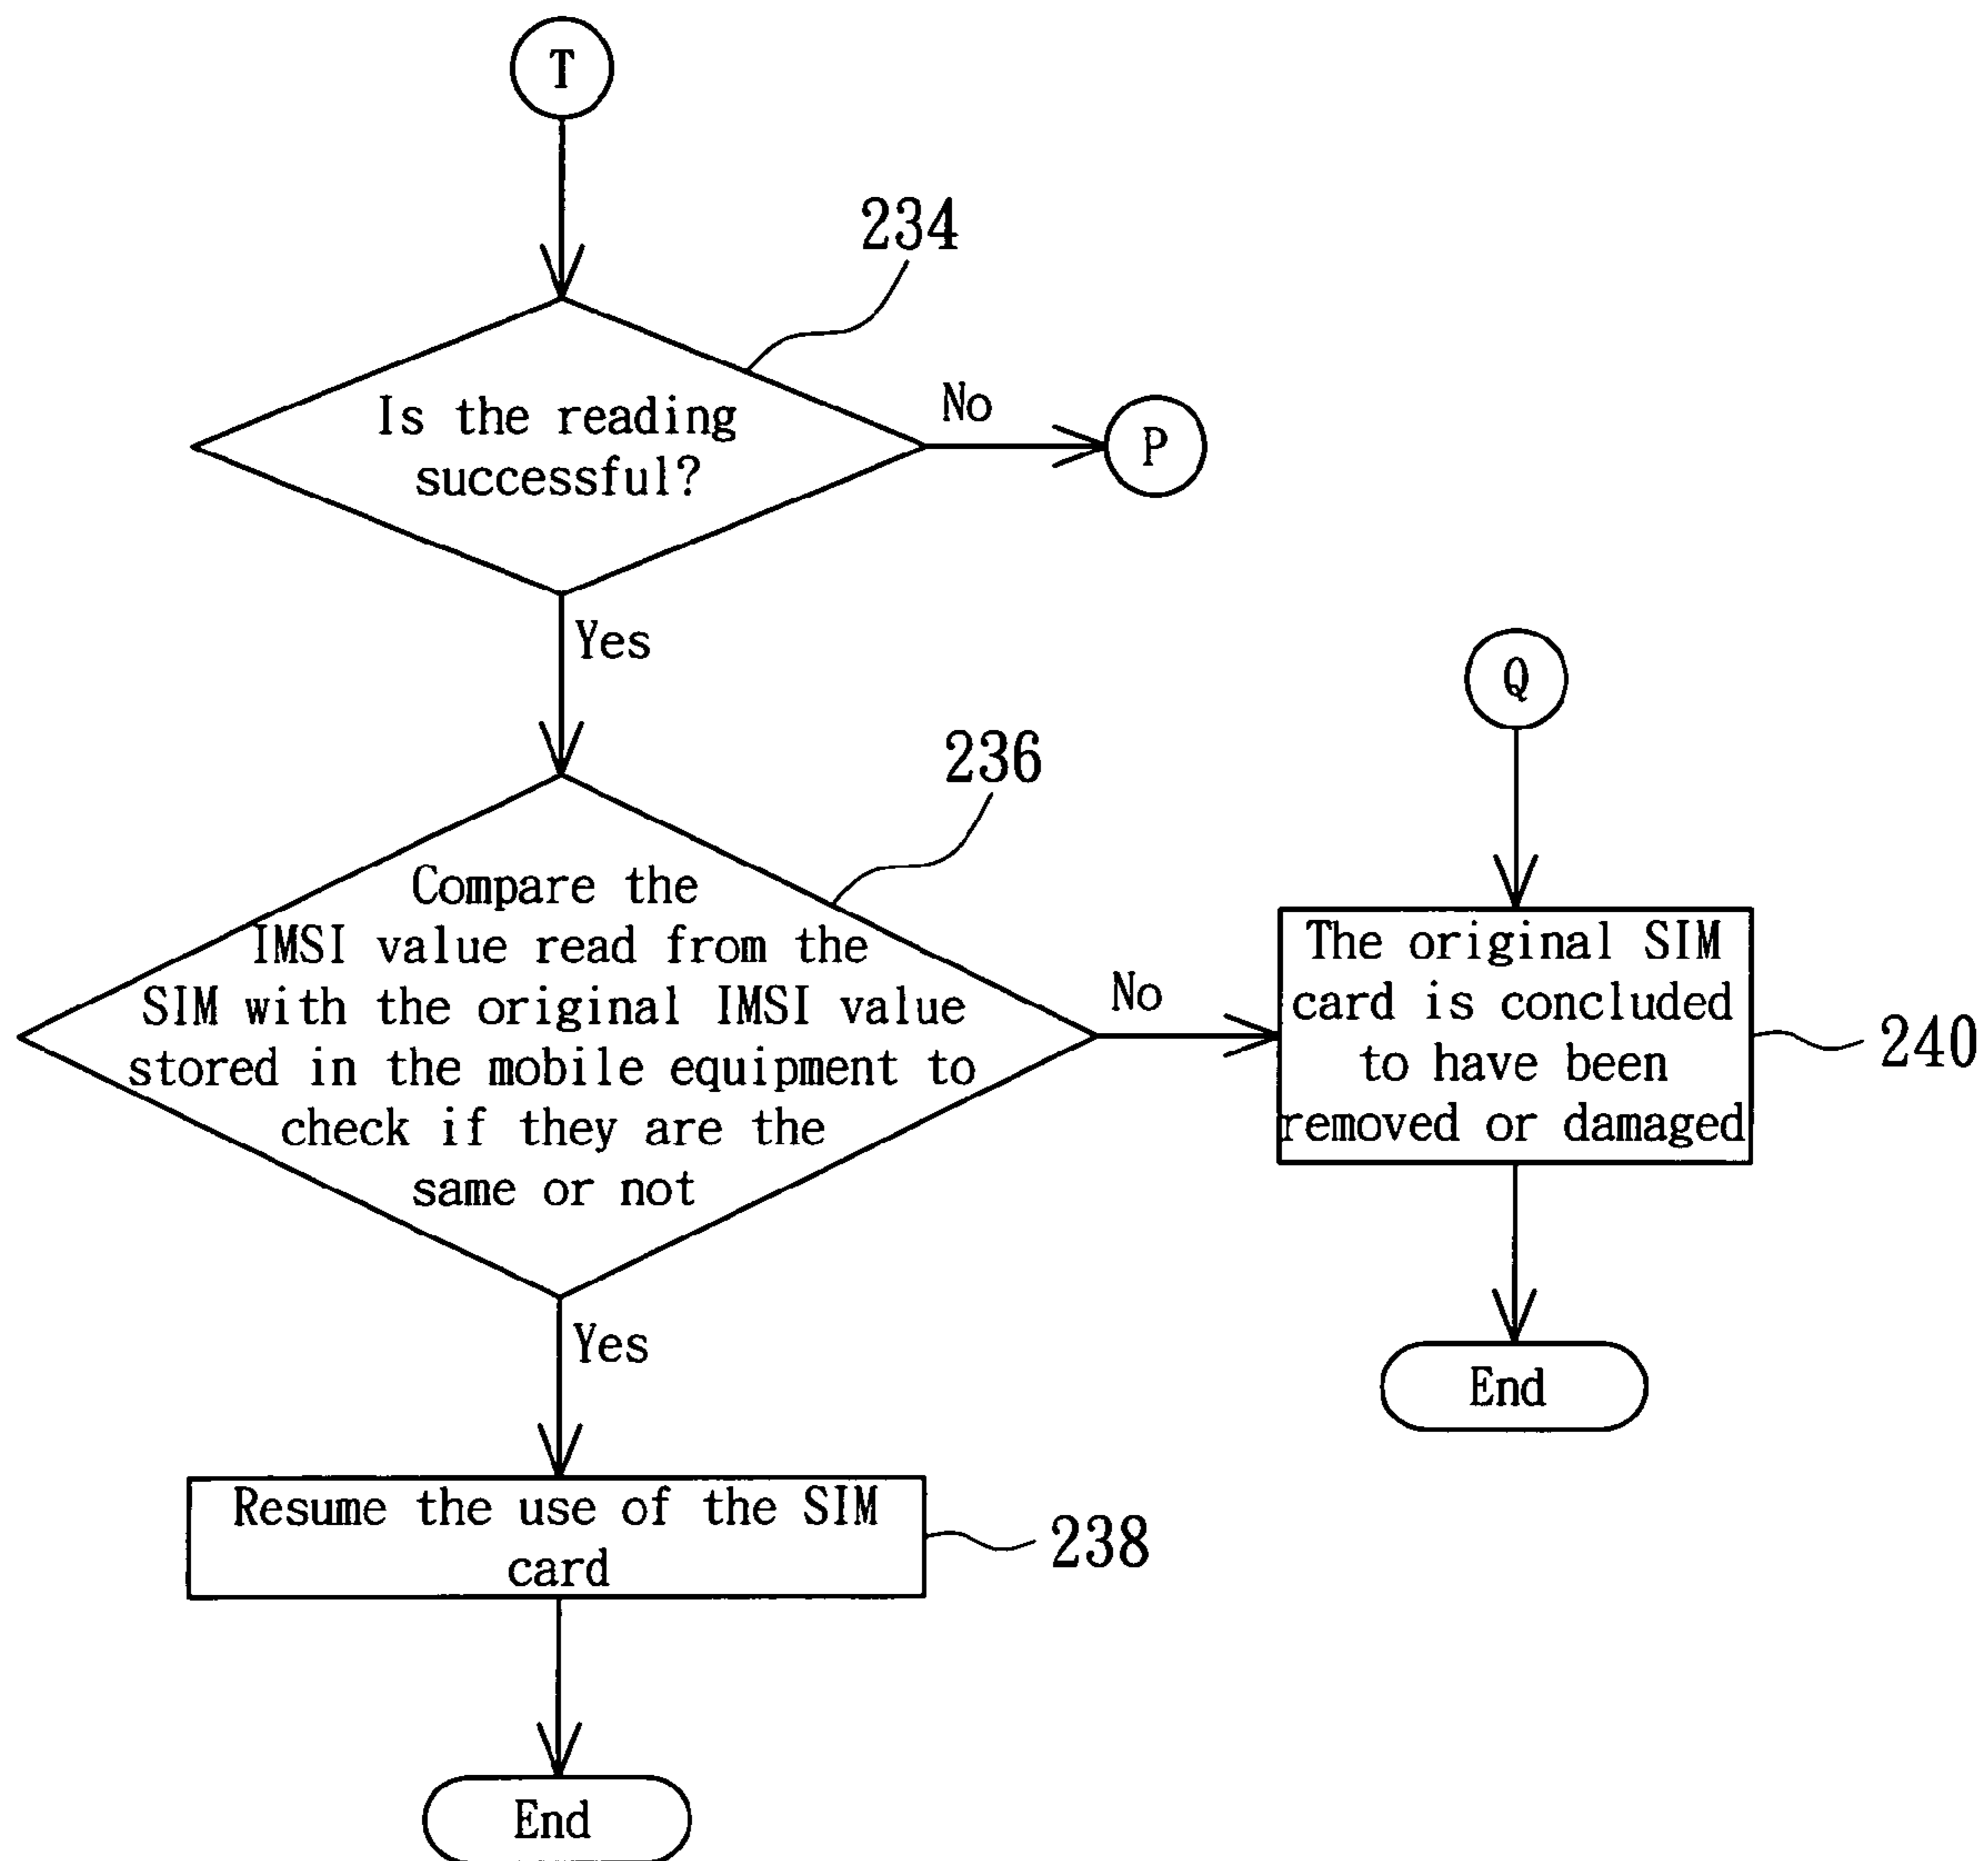 T
234
Is the reading
successful?
No
P
Yes
Q
236
Compare the
IMSI value read from the
SIM with the original IMSI value
stored in the mobile equipment to
check if they are the
same or not
No
The original SIM
card is concluded
to have been
removed or damaged
240
Yes
End
Resume the use of the SIM
card
238
End